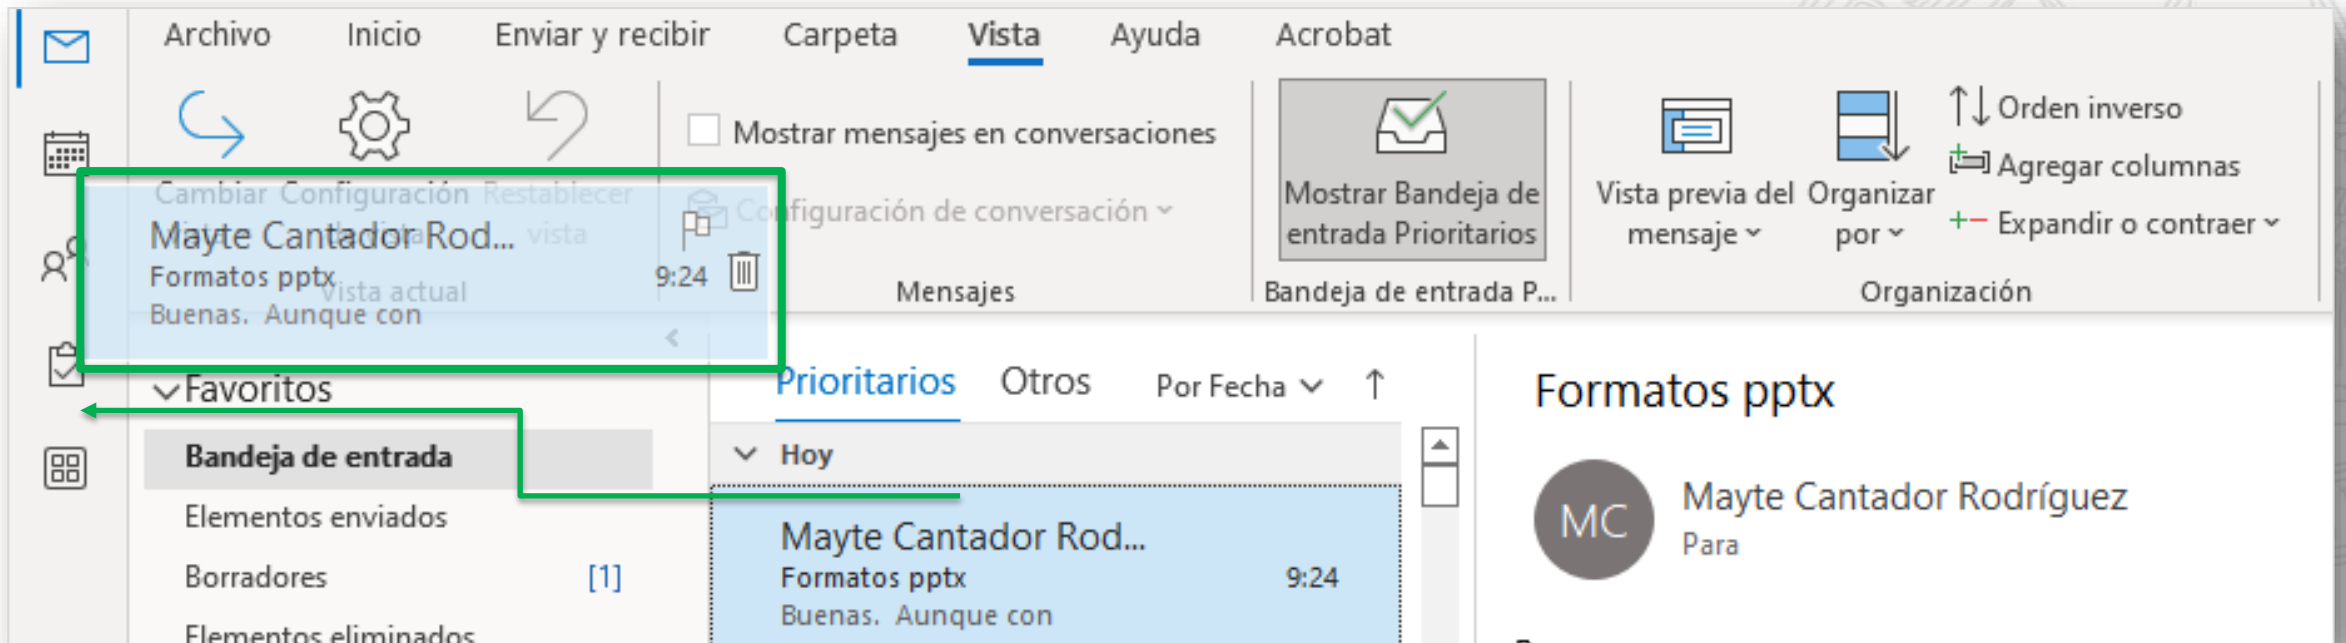 Archivo Inicio Enviar y recibir Carpeta Vista Ayuda Acrobat
Cambiar Configuración Restablecer
vista
Vista actual
Mostrar mensajes en conversaciones
Configuración de conversación
Mensajes
Mostrar Bandeja de
entrada Prioritarios
Bandeja de entrada P...
Vista previa del
mensaje
Organizar
por
Orden inverso
Agregar columnas
Expandir o contraer
Organización
Mayte Cantador Rod...
Formatos pptx 9:24
Buenas. Aunque con
Favoritos
Bandeja de entrada
Elementos enviados
Borradores [1]
Elementos eliminados
Prioritarios Otros Por Fecha
Hoy
Mayte Cantador Rod...
Formatos pptx 9:24
Buenas. Aunque con
Formatos pptx
MC
Mayte Cantador Rodríguez
Para